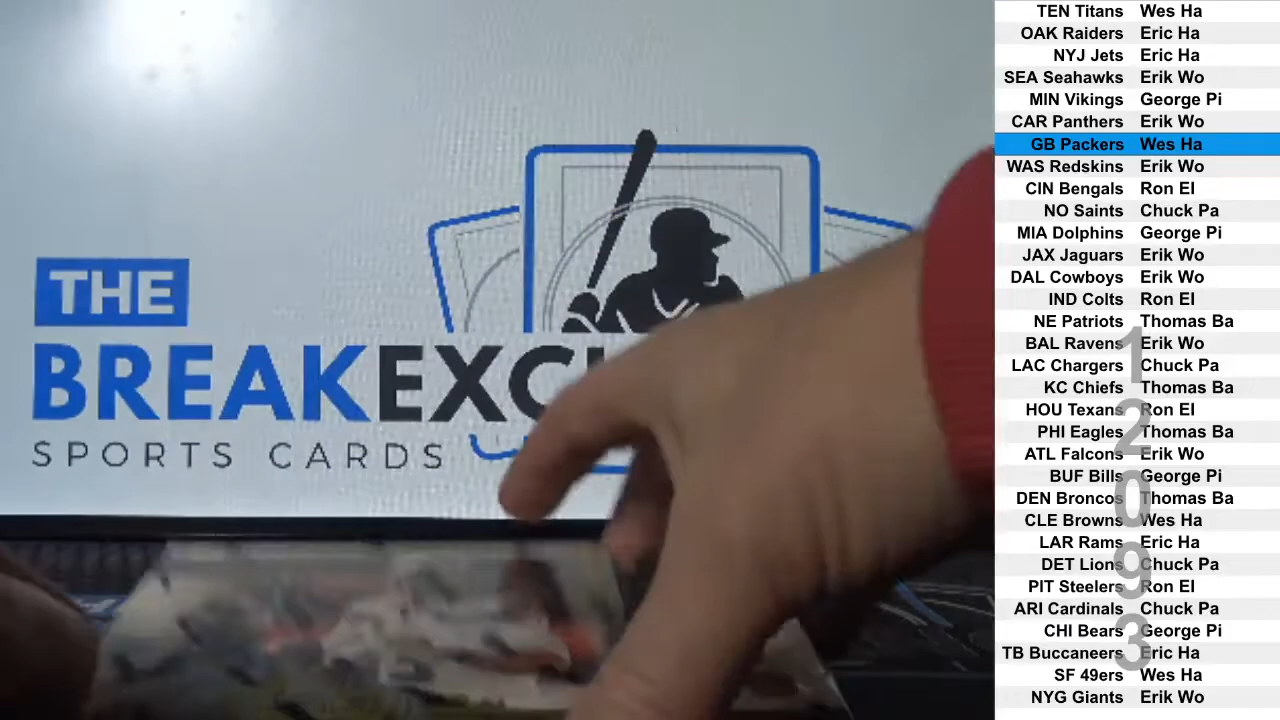 THE
BREAKEXC
SPORTS CARDS
TEN Titans Wes Ha
OAK Raiders Eric Ha
NYJ Jets Eric Ha
SEA Seahawks Erik Wo
MIN Vikings George Pi
CAR Panthers Erik Wo
GB Packers Wes Ha
WAS Redskins Erik Wo
CIN Bengals Ron El
NO Saints Chuck Pa
MIA Dolphins George Pi
JAX Jaguars Erik Wo
DAL Cowboys Erik Wo
IND Colts Ron El
NE Patriots Thomas Ba
BAL Ravens Erik Wo
LAC Chargers Chuck Pa
KC Chiefs Thomas Ba
HOU Texans Ron El
PHI Eagles Thomas Ba
ATL Falcons Erik Wo
BUF Bills George Pi
DEN Broncos Thomas Ba
CLE Browns Wes Ha
LAR Rams Eric Ha
DET Lions Chuck Pa
PIT Steelers Ron El
ARI Cardinals Chuck Pa
CHI Bears George Pi
TB Buccaneers Eric Ha
SF 49ers Wes Ha
NYG Giants Erik Wo
1
2
0
9
3